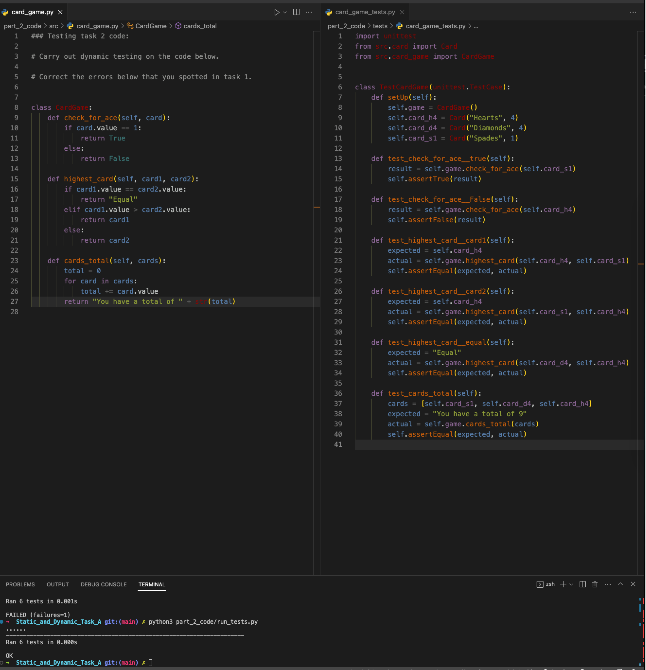 card_game.py ×
part_2_code > src > card_game.py > CardGame > cards_total
1 ### Testing task 2 code:
2
3 # Carry out dynamic testing on the code below.
4
5 # Correct the errors below that you spotted in task 1.
6
7
8 class CardGame:
9 def check_for_ace(self, card):
10 if card.value == 1:
11 return True
12 else:
13 return False
14
15 def highest_card(self, card1, card2):
16 if card1.value == card2.value:
17 return "Equal"
18 elif card1.value > card2.value:
19 return card1
20 else:
21 return card2
22
23 def cards_total(self, cards):
24 total = 0
25 for card in cards:
26 total += card.value
27 return "You have a total of " + str(total)
28
card_game_tests.py ×
part_2_code > tests > card_game_tests.py > ...
1 import unittest
2 from src.card import Card
3 from src.card_game import CardGame
4
5
6 class TestCardGame(unittest.TestCase):
7 def setUp(self):
8 self.game = CardGame()
9 self.card_h4 = Card("Hearts", 4)
10 self.card_d4 = Card("Diamonds", 4)
11 self.card_s1 = Card("Spades", 1)
12
13 def test_check_for_ace__true(self):
14 result = self.game.check_for_ace(self.card_s1)
15 self.assertTrue(result)
16
17 def test_check_for_ace__False(self):
18 result = self.game.check_for_ace(self.card_h4)
19 self.assertFalse(result)
20
21 def test_highest_card__card1(self):
22 expected = self.card_h4
23 actual = self.game.highest_card(self.card_h4, self.card_s1)
24 self.assertEqual(expected, actual)
25
26 def test_highest_card__card2(self):
27 expected = self.card_h4
28 actual = self.game.highest_card(self.card_s1, self.card_h4)
29 self.assertEqual(expected, actual)
30
31 def test_highest_card__equal(self):
32 expected = "Equal"
33 actual = self.game.highest_card(self.card_d4, self.card_h4)
34 self.assertEqual(expected, actual)
35
36 def test_cards_total(self):
37 cards = [self.card_s1, self.card_d4, self.card_h4]
38 expected = "You have a total of 9"
39 actual = self.game.cards_total(cards)
40 self.assertEqual(expected, actual)
41
PROBLEMS OUTPUT DEBUG CONSOLE TERMINAL
zsh
Ran 6 tests in 0.001s
FAILED (failures=1)
→ Static_and_Dynamic_Task_A git:(main) ✗ python3 part_2_code/run_tests.py
......
----------------------------------------------------------------------
Ran 6 tests in 0.000s
OK
→ Static_and_Dynamic_Task_A git:(main) ✗